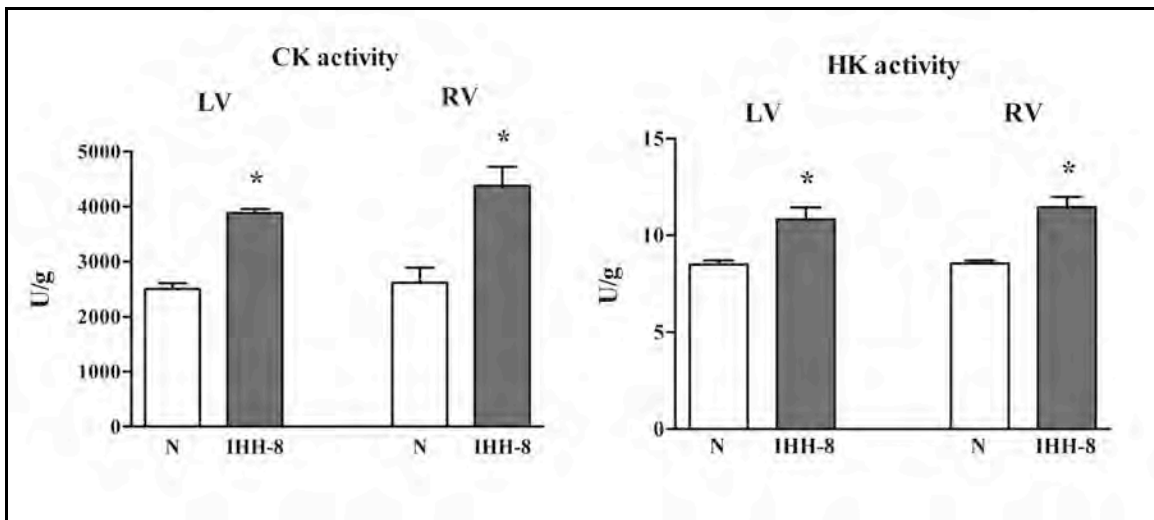 CK activity
LV
RV
5000
4000
3000
2000
1000
0
U/g
*
*
N
IHH-8
N
IHH-8
HK activity
LV
RV
15
10
5
0
U/g
*
*
N
IHH-8
N
IHH-8